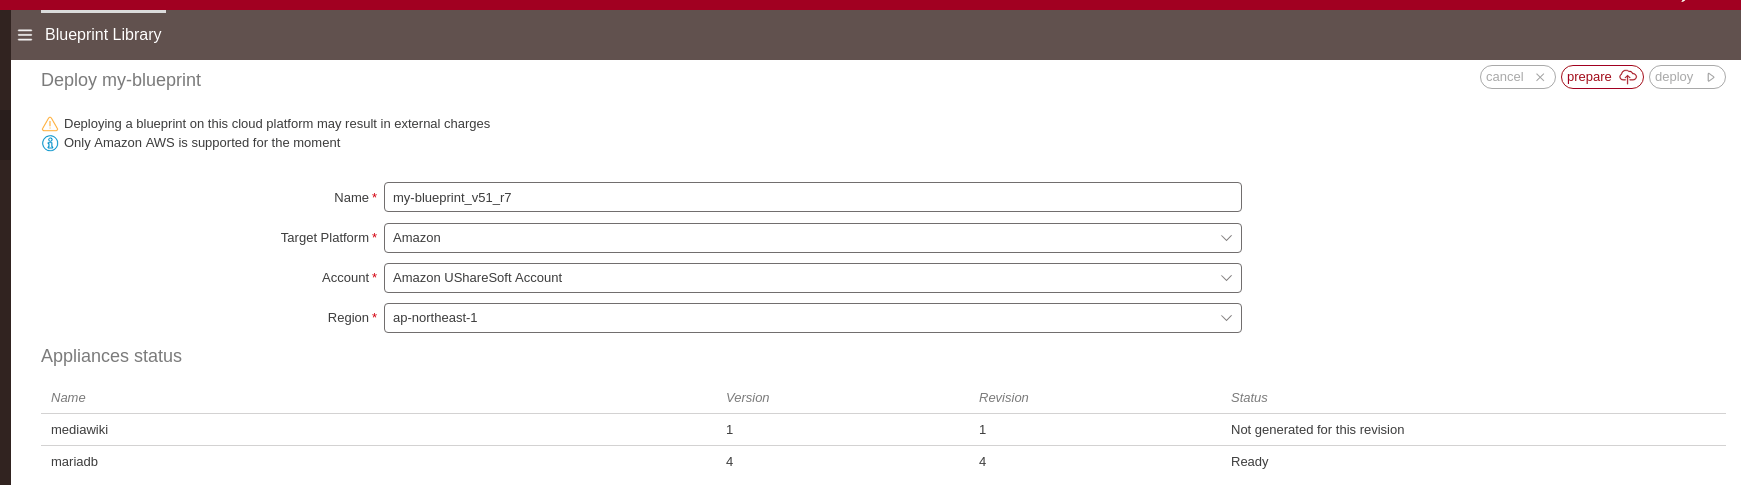 Blueprint Library
Deploy my-blueprint
cancel prepare deploy
Deploying a blueprint on this cloud platform may result in external charges
Only Amazon AWS is supported for the moment
Name * my-blueprint_v51_r7
Target Platform * Amazon
Account * Amazon UShareSoft Account
Region * ap-northeast-1
Appliances status
Name Version Revision Status
mediawiki 1 1 Not generated for this revision
mariadb 4 4 Ready